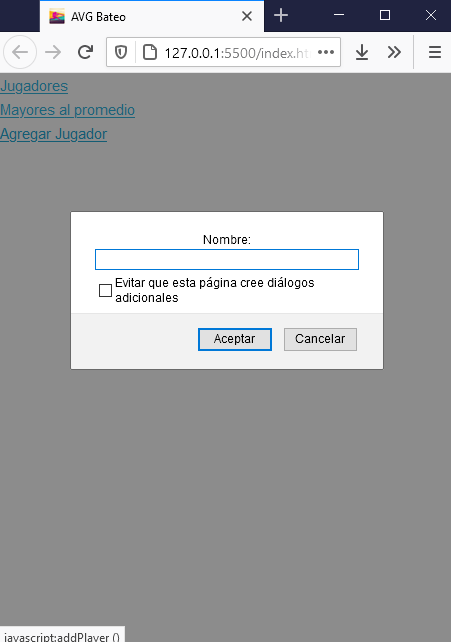 AVG Bateo
127.0.0.1:5500/index.ht
Jugadores
Mayores al promedio
Agregar Jugador
Nombre:
Evitar que esta página cree diálogos
adicionales
Aceptar Cancelar
javascript:addPlayer ()